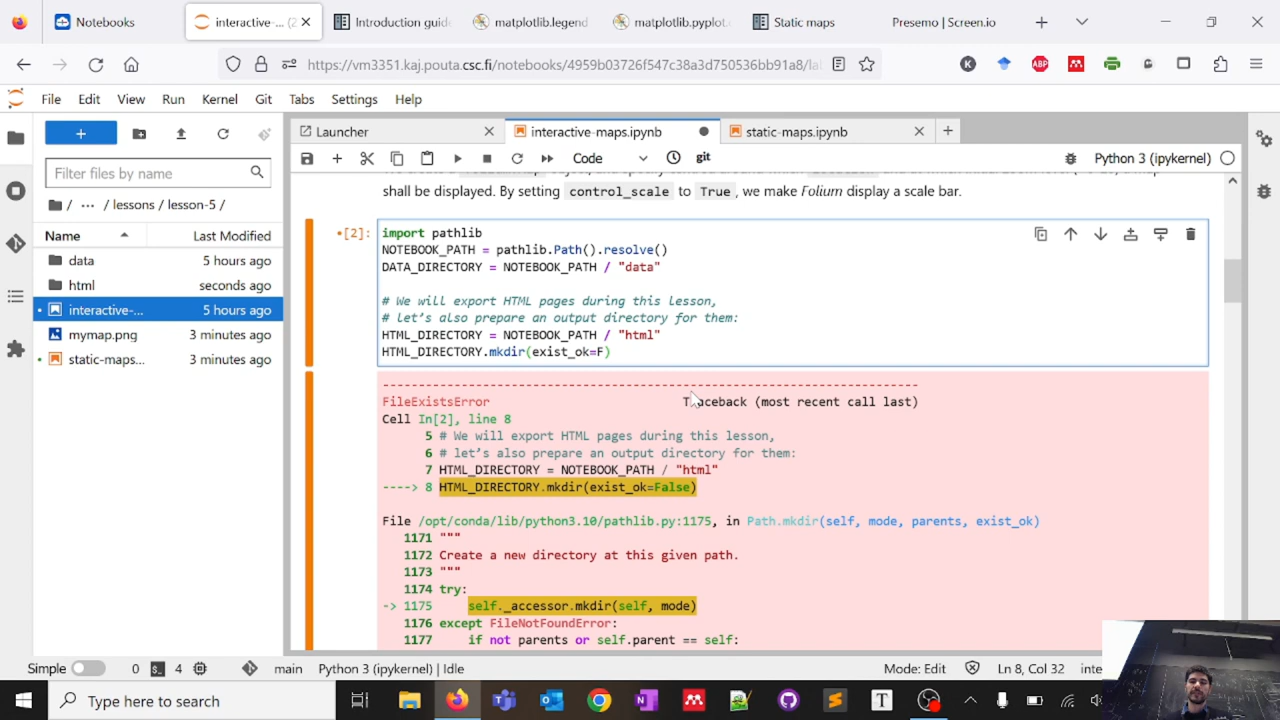 Notebooks
interactive-
(2
Introduction guid
matplotlib.legend
matplotlib.pyplot.
Static maps
Presemo | Screen.io
https://vm3351.kaj.pouta.csc.fi/notebooks/4959b03726f547c38a3d750536bb91a8/la
File Edit View Run Kernel Git Tabs Settings Help
Launcher
interactive-maps.ipynb
static-maps.ipynb
Code
git
Python 3 (ipykernel)
Filter files by name
/ ··· / lessons / lesson-5 /
Name Last Modified
data 5 hours ago
html seconds ago
interactive-... 5 hours ago
mymap.png 3 minutes ago
static-maps... 3 minutes ago
shall be displayed. By setting control_scale to True, we make Folium display a scale bar.
[2]:
import pathlib
NOTEBOOK_PATH = pathlib.Path().resolve()
DATA_DIRECTORY = NOTEBOOK_PATH / "data"
# We will export HTML pages during this lesson,
# let's also prepare an output directory for them:
HTML_DIRECTORY = NOTEBOOK_PATH / "html"
HTML_DIRECTORY.mkdir(exist_ok=F)
---------------------------------------------------------------------------
FileExistsError Traceback (most recent call last)
Cell In[2], line 8
5 # We will export HTML pages during this lesson,
6 # let's also prepare an output directory for them:
7 HTML_DIRECTORY = NOTEBOOK_PATH / "html"
----> 8 HTML_DIRECTORY.mkdir(exist_ok=False)
File /opt/conda/lib/python3.10/pathlib.py:1175, in Path.mkdir(self, mode, parents, exist_ok)
1171 """
1172 Create a new directory at this given path.
1173 """
1174 try:
-> 1175 self._accessor.mkdir(self, mode)
1176 except FileNotFoundError:
1177 if not parents or self.parent == self:
Simple 0 4 main Python 3 (ipykernel) | Idle Mode: Edit Ln 8, Col 32 inte
Type here to search